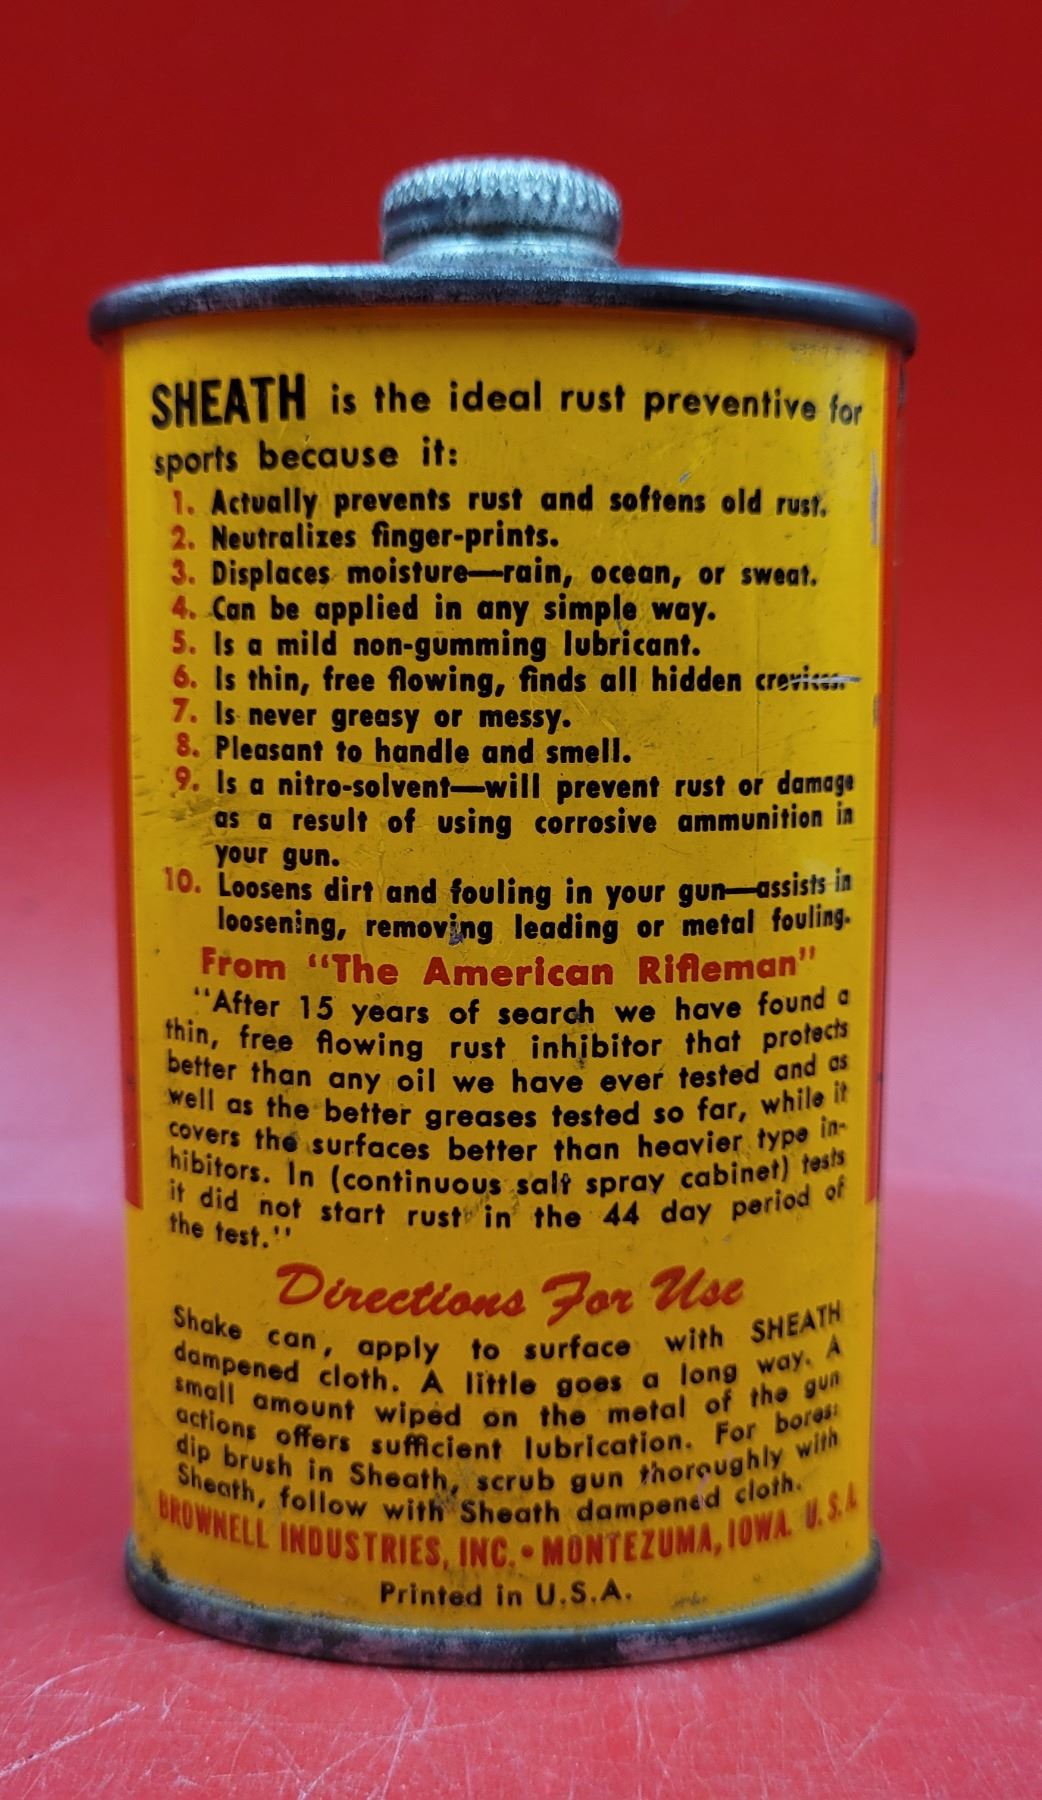 SHEATH is the ideal rust preventive for
sports because it:
1. Actually prevents rust and softens old rust.
2. Neutralizes finger-prints.
3. Displaces moisture—rain, ocean, or sweat.
4. Can be applied in any simple way.
5. Is a mild non-gumming lubricant.
6. Is thin, free flowing, finds all hidden crevices.
7. Is never greasy or messy.
8. Pleasant to handle and smell.
9. Is a nitro-solvent—will prevent rust or damage
as a result of using corrosive ammunition in
your gun.
10. Loosens dirt and fouling in your gun—assists in
loosening, removing leading or metal fouling.
From "The American Rifleman"
"After 15 years of search we have found a
thin, free flowing rust inhibitor that protects
better than any oil we have ever tested and as
well as the better greases tested so far, while it
covers the surfaces better than heavier type in-
hibitors. In (continuous salt spray cabinet) tests
it did not start rust in the 44 day period of
the test."
Directions For Use
Shake can, apply to surface with SHEATH
dampened cloth. A little goes a long way. A
small amount wiped on the metal of the gun
actions offers sufficient lubrication. For bores:
dip brush in Sheath, scrub gun thoroughly with
Sheath, follow with Sheath dampened cloth.
BROWNELL INDUSTRIES, INC. • MONTEZUMA, IOWA. U.S.A.
Printed in U.S.A.